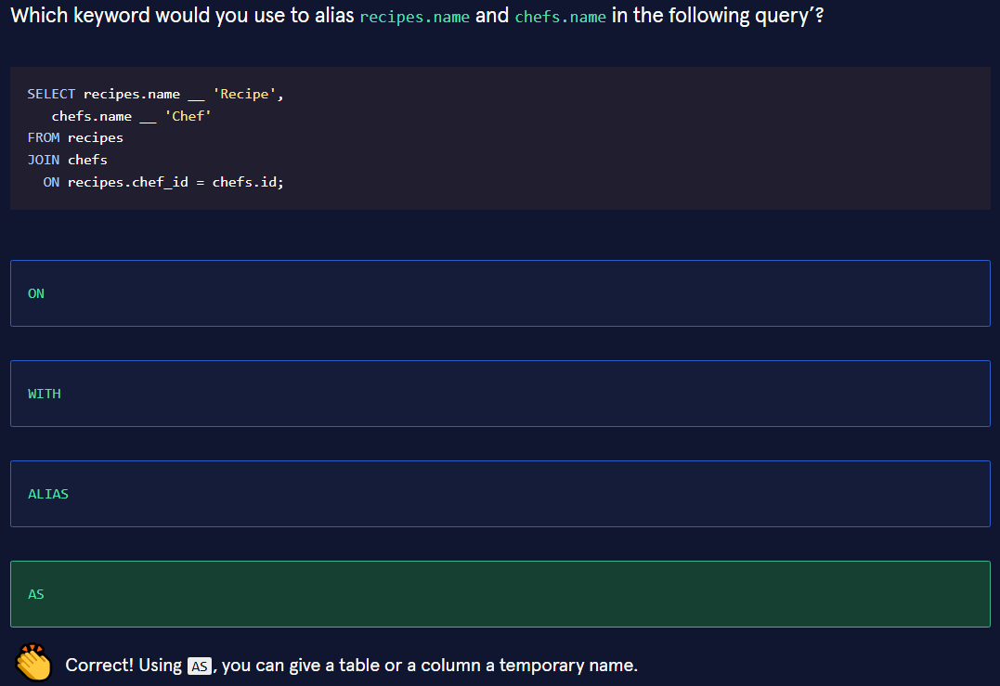 Which keyword would you use to alias recipes.name and chefs.name in the following query’?
SELECT recipes.name __ 'Recipe',
   chefs.name __ 'Chef'
FROM recipes
JOIN chefs
  ON recipes.chef_id = chefs.id;
ON
WITH
ALIAS
AS
Correct! Using AS, you can give a table or a column a temporary name.